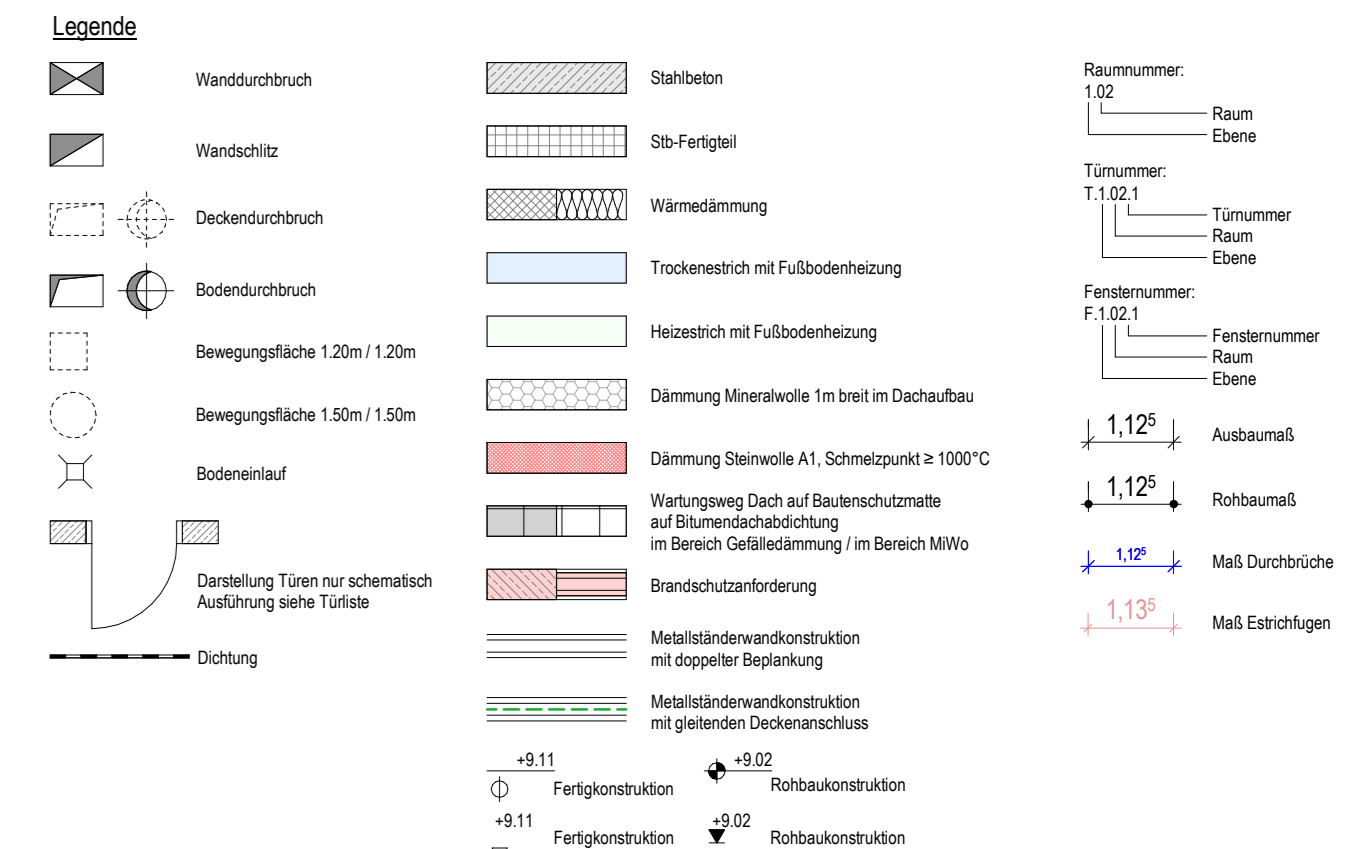 Legende
Wanddurchbruch
Wandschlitz
Deckendurchbruch
Bodendurchbruch
Bewegungsfläche 1.20m / 1.20m
Bewegungsfläche 1.50m / 1.50m
Bodeneinlauf
Darstellung Türen nur schematisch
Ausführung siehe Türliste
Dichtung
Stahlbeton
Stb-Fertigteil
Wärmedämmung
Trockenestrich mit Fußbodenheizung
Heizestrich mit Fußbodenheizung
Dämmung Mineralwolle 1m breit im Dachaufbau
Dämmung Steinwolle A1, Schmelzpunkt ≥ 1000°C
Wartungsweg Dach auf Bautenschutzmatte
auf Bitumendachabdichtung
im Bereich Gefälledämmung / im Bereich MiWo
Brandschutzanforderung
Metallständerwandkonstruktion
mit doppelter Beplankung
Metallständerwandkonstruktion
mit gleitenden Deckenanschluss
+9.11
Fertigkonstruktion
+9.02
Rohbaukonstruktion
+9.11
Fertigkonstruktion
+9.02
Rohbaukonstruktion
Raumnummer:
1.02
Raum
Ebene
Türnummer:
T.1.02.1
Türnummer
Raum
Ebene
Fensternummer:
F.1.02.1
Fensternummer
Raum
Ebene
1,12⁵
Ausbaumaß
1,12⁵
Rohbaumaß
1,12⁵
Maß Durchbrüche
1,13⁵
Maß Estrichfugen